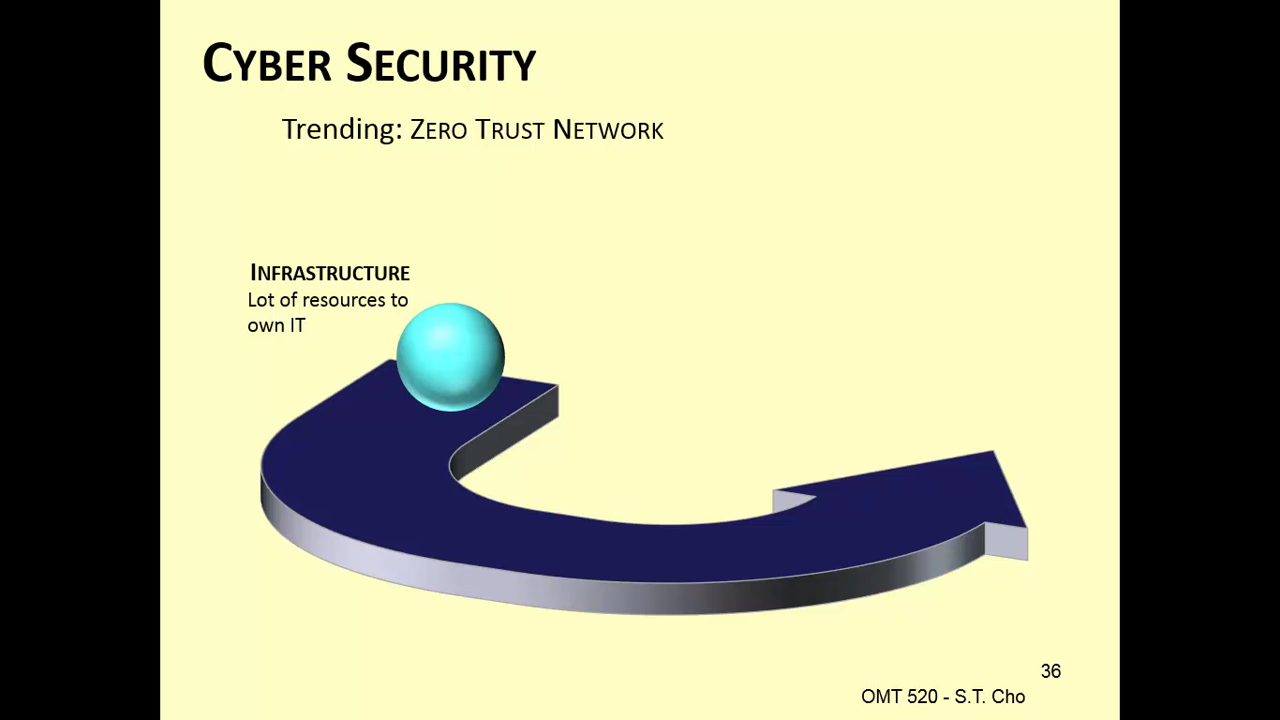 CYBER SECURITY
Trending: ZERO TRUST NETWORK
INFRASTRUCTURE
Lot of resources to
own IT
36
OMT 520 - S.T. Cho